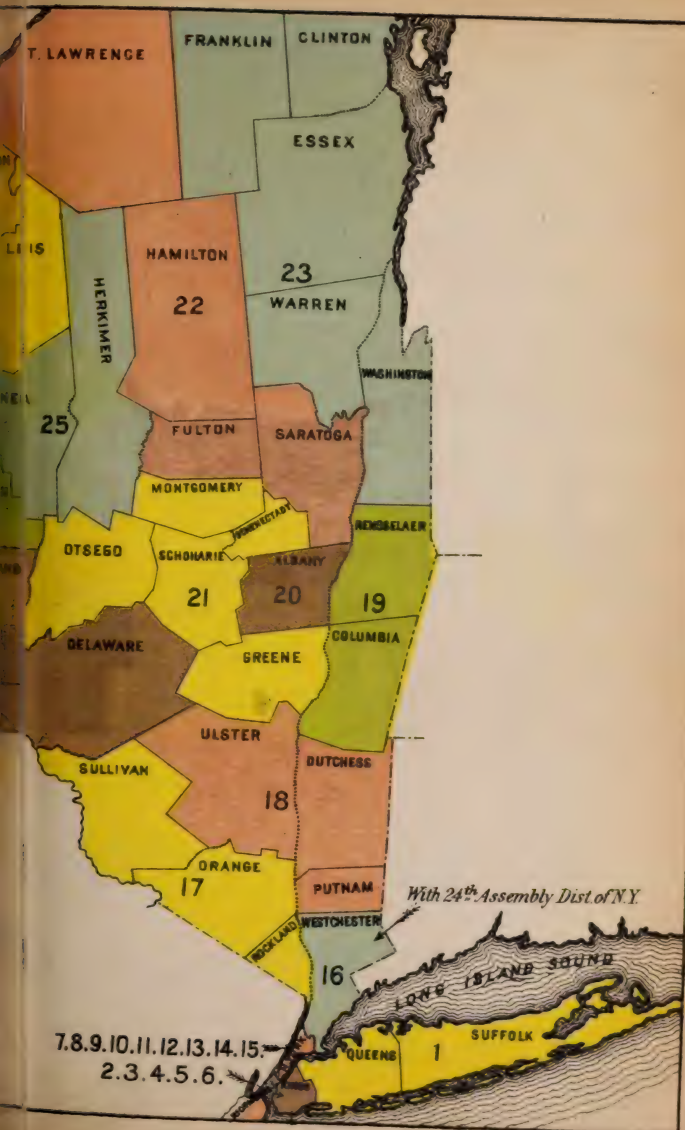 T. LAWRENCE
FRANKLIN
CLINTON
ESSEX
HAMILTON
22
HERKIMER
23
WARREN
WASHINGTON
25
FULTON
SARATOGA
MONTGOMERY
SCHENECTADY
RENSSELAER
OTSEGO
SCHOHARIE
21
ALBANY
20
19
COLUMBIA
DELAWARE
GREENE
ULSTER
DUTCHESS
SULLIVAN
18
ORANGE
17
PUTNAM
With 24th Assembly Dist. of N.Y.
WESTCHESTER
ROCKLAND
16
LONG ISLAND SOUND
7.8.9.10.11.12.13.14.15.
2.3.4.5.6.
QUEENS
1
SUFFOLK